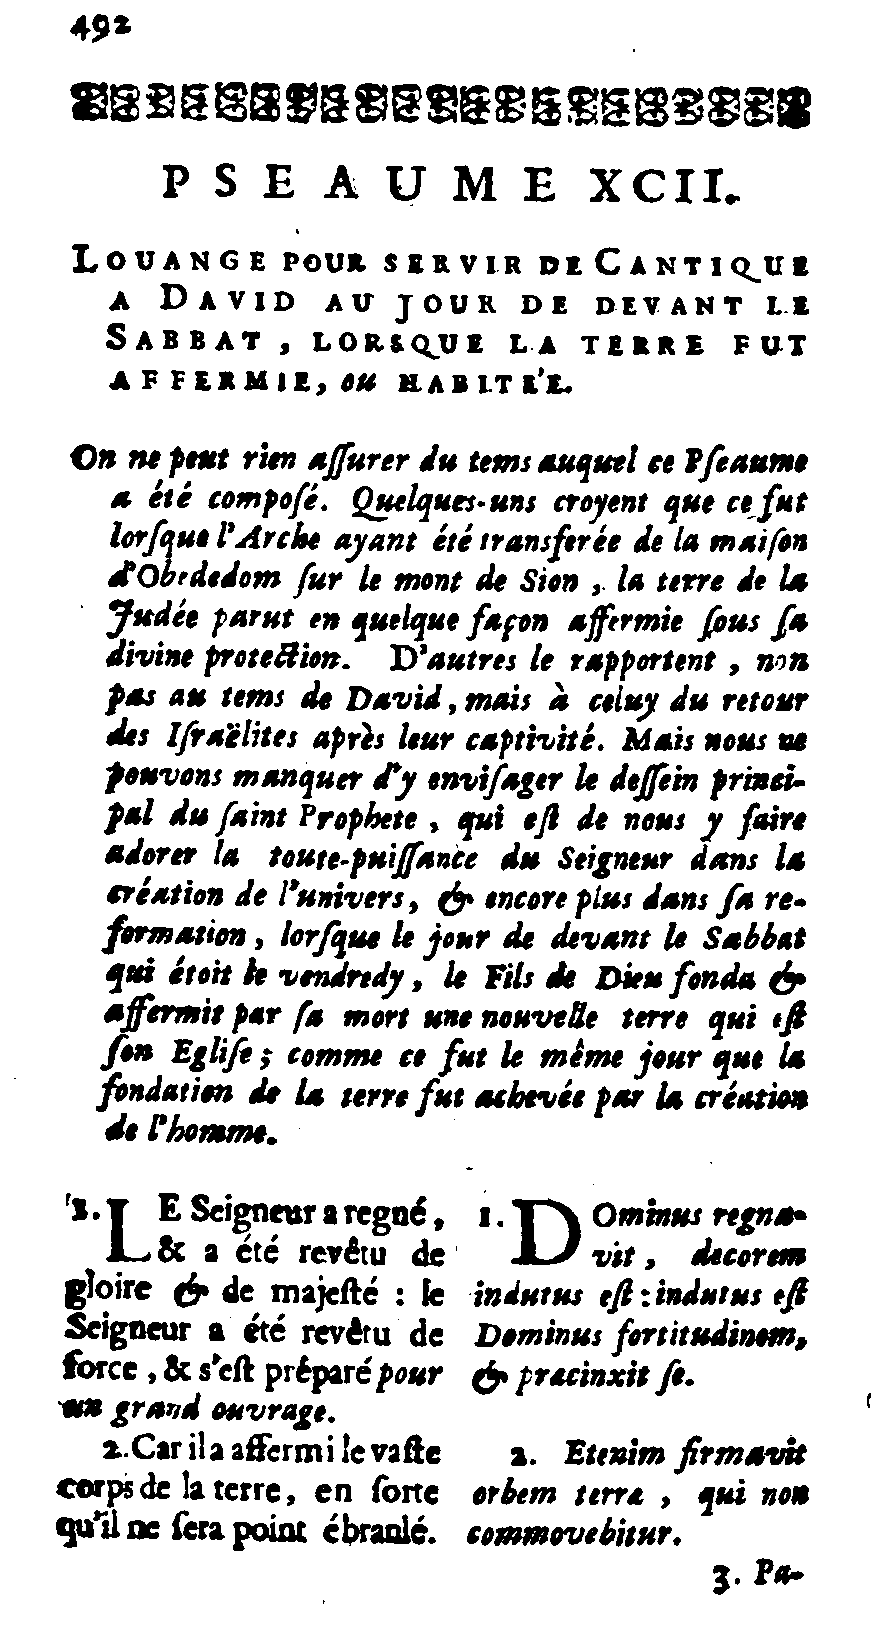 492
PSEAUME XCII.
LOUANGE POUR SERVIR DE CANTIQUE
A DAVID AU JOUR DE DEVANT LE
SABBAT, LORSQUE LA TERRE FUT
AFFERMIE, ou HABITE'E.
On ne peut rien aſſurer du tems auquel ce Pſeaume
a été compoſé. Quelques-uns croyent que ce fut
lorſque l'Arche ayant été transferée de la maiſon
d'Obededom ſur le mont de Sion, la terre de la
Judée parut en quelque façon affermie ſous ſa
divine protection. D'autres le rapportent, non
pas au tems de David, mais à celuy du retour
des Iſraëlites après leur captivité. Mais nous ne
pouvons manquer d'y enviſager le deſſein princi-
pal du ſaint Prophete, qui eſt de nous y faire
adorer la toute-puiſſance du Seigneur dans la
création de l'univers, & encore plus dans ſa re-
formation, lorſque le jour de devant le Sabbat
qui étoit le vendredy, le Fils de Dieu fonda &
affermit par ſa mort une nouvelle terre qui eſt
ſon Egliſe; comme ce fut le même jour que la
fondation de la terre fut achevée par la création
de l'homme.
1. LE Seigneur a regné,
& a été revêtu de
gloire & de majeſté : le
Seigneur a été revêtu de
force, & s'eſt préparé pour
un grand ouvrage.
2. Car il a affermi le vaſte
corps de la terre, en ſorte
qu'il ne ſera point ébranlé.
1. DOminus regna-
vit, decorem
indutus eſt : indutus eſt
Dominus fortitudinem,
& præcinxit ſe.
2. Etenim firmavit
orbem terræ, qui non
commovebitur.
3. Pa-